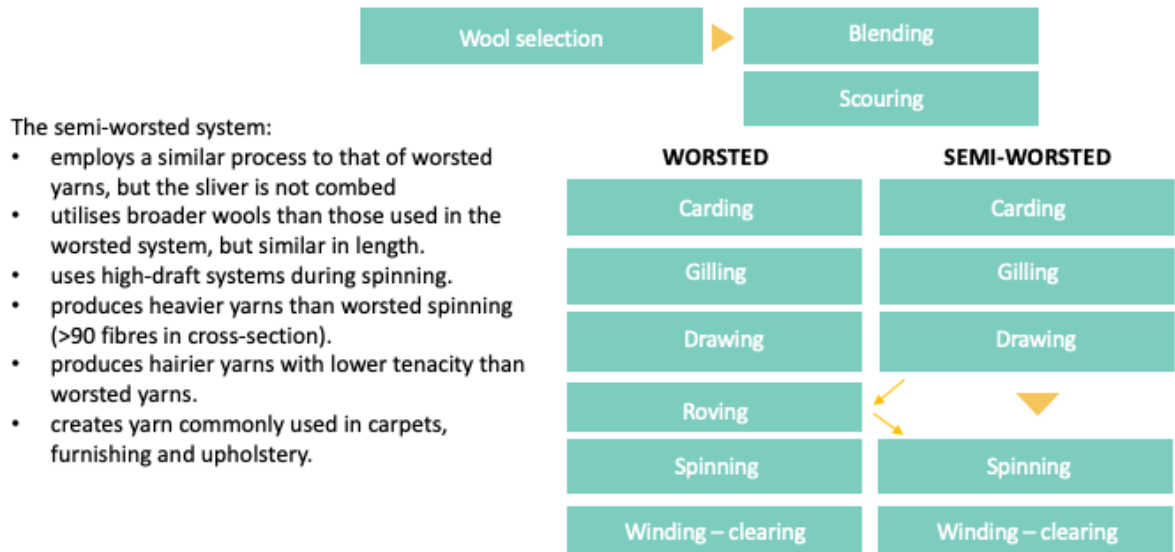 Wool selection
Blending
Scouring
The semi-worsted system:
• employs a similar process to that of worsted
yarns, but the sliver is not combed
• utilises broader wools than those used in the
worsted system, but similar in length.
• uses high-draft systems during spinning.
• produces heavier yarns than worsted spinning
(>90 fibres in cross-section).
• produces hairier yarns with lower tenacity than
worsted yarns.
• creates yarn commonly used in carpets,
furnishing and upholstery.
WORSTED
SEMI-WORSTED
Carding
Carding
Gilling
Gilling
Drawing
Drawing
Roving
Spinning
Spinning
Winding – clearing
Winding – clearing